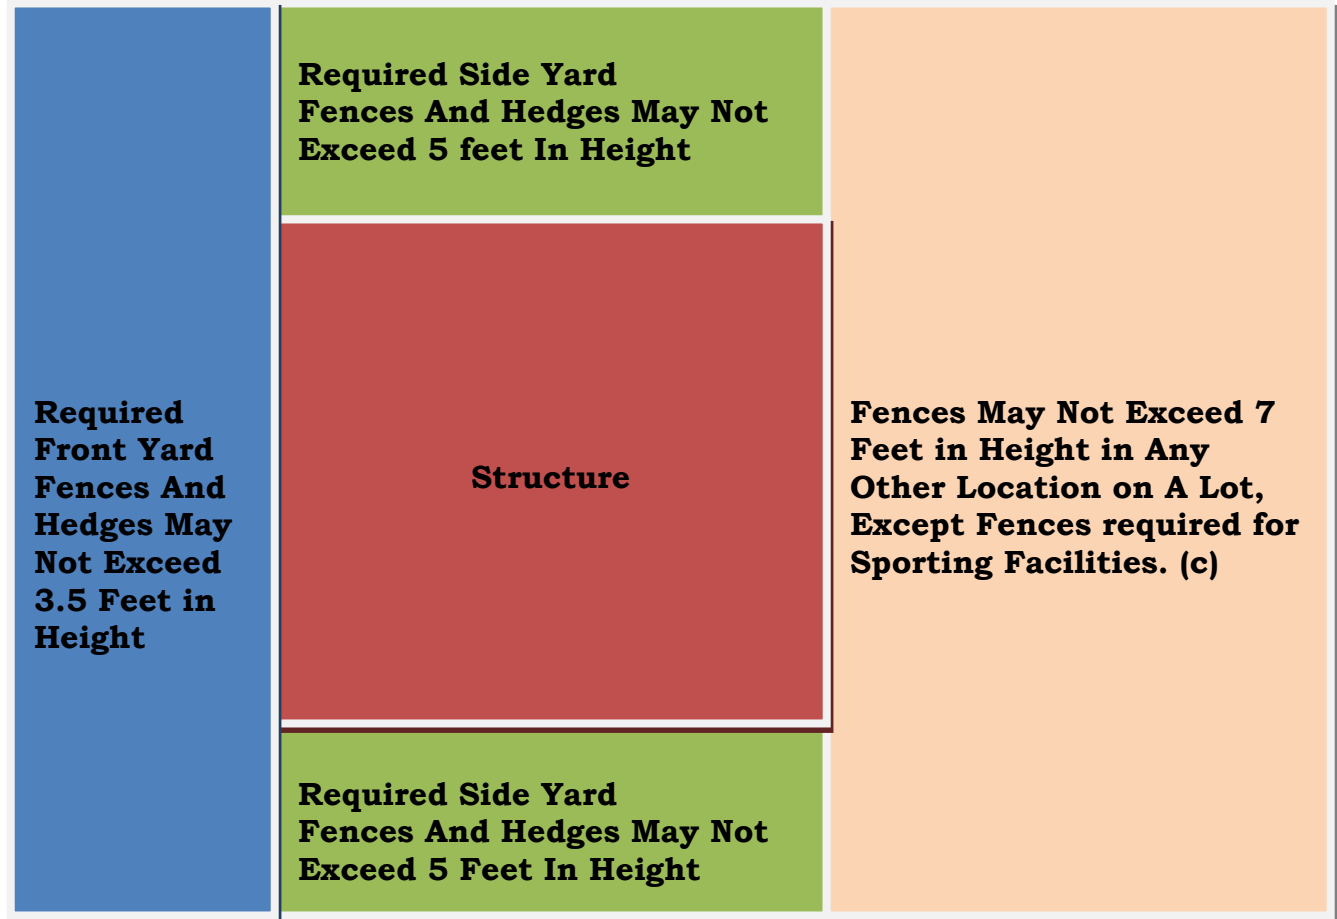 Required Side Yard
Fences And Hedges May Not
Exceed 5 feet In Height
Required
Front Yard
Fences And
Hedges May
Not Exceed
3.5 Feet in
Height
Structure
Fences May Not Exceed 7
Feet in Height in Any
Other Location on A Lot,
Except Fences required for
Sporting Facilities. (c)
Required Side Yard
Fences And Hedges May Not
Exceed 5 Feet In Height